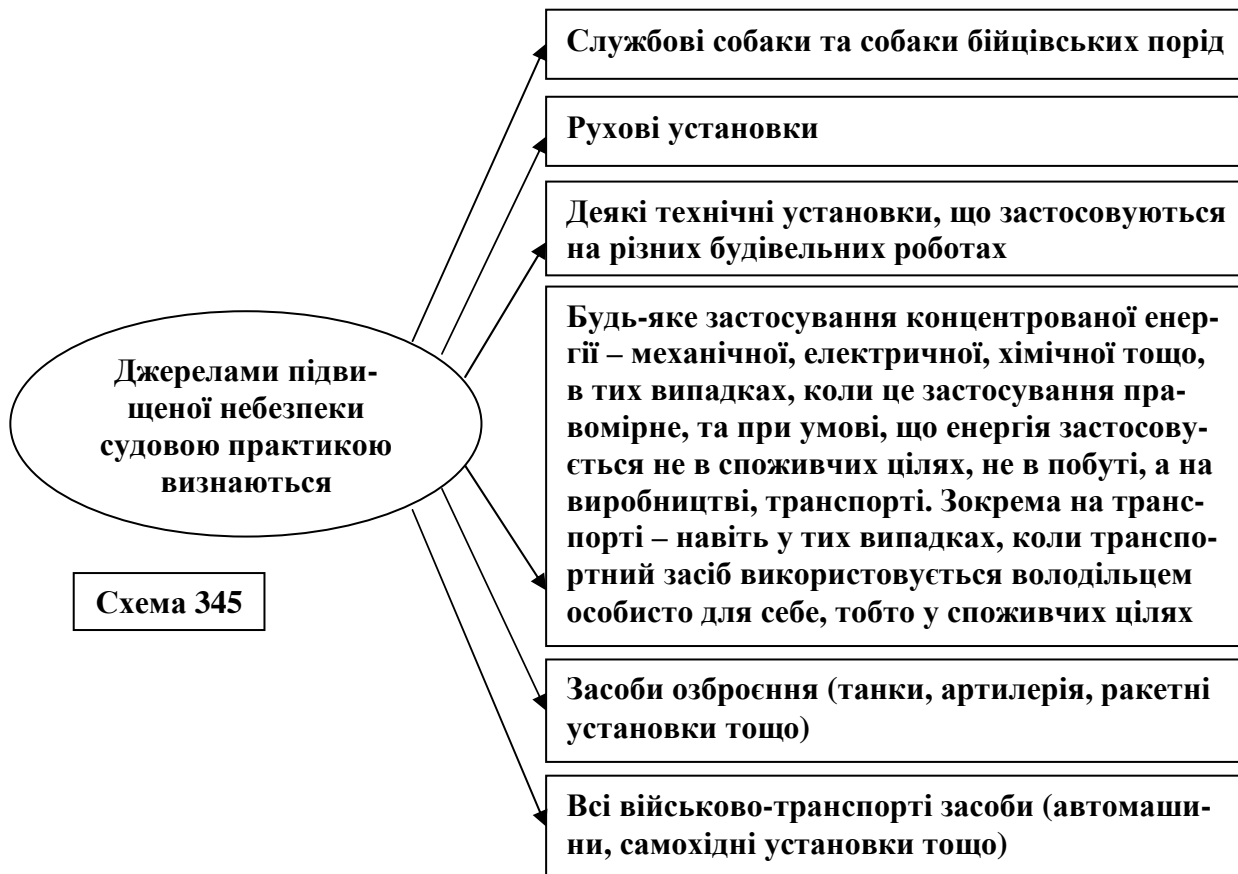 Службові собаки та собаки бійцівських порід
Рухові установки
Деякі технічні установки, що застосовуються
на різних будівельних роботах
Джерелами підви-
щеної небезпеки
судовою практикою
визнаються
Будь-яке застосування концентрованої енер-
гії – механічної, електричної, хімічної тощо,
в тих випадках, коли це застосування пра-
вомірне, та при умові, що енергія застосову-
ється не в споживчих цілях, не в побуті, а на
виробництві, транспорті. Зокрема на транс-
порті – навіть у тих випадках, коли транспо-
ртний засіб використовується володільцем
особисто для себе, тобто у споживчих цілях
Схема 345
Засоби озброєння (танки, артилерія, ракетні
установки тощо)
Всі військово-транспорті засоби (автомаши-
ни, самохідні установки тощо)